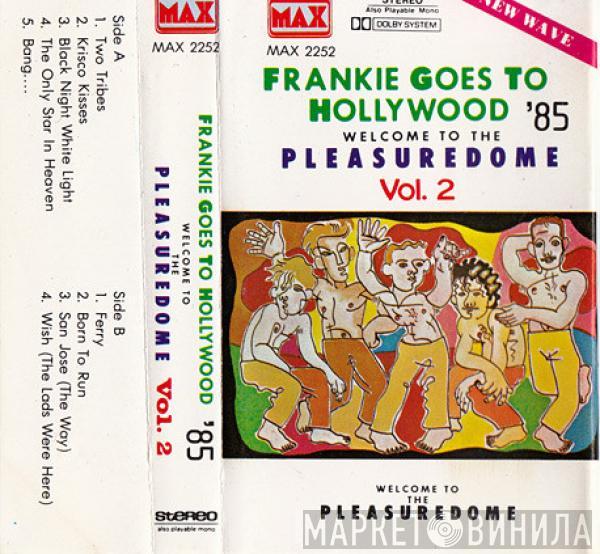 Side A
1. Two Tribes
2. Krisco Kisses
3. Black Night White Light
4. The Only Star In Heaven
5. Bang....
Side B
1. Ferry
2. Born To Run
3. San Jose (The Way)
4. Wish (The Lads Were Here)
MAX
MAX 2252
FRANKIE GOES TO HOLLYWOOD '85
WELCOME TO
THE
PLEASUREDOME Vol. 2
stereo
also playable mono
MAX
MAX 2252
STEREO
Also Playable Mono
DOLBY SYSTEM
NEW WAVE
FRANKIE GOES TO
HOLLYWOOD '85
WELCOME TO THE
PLEASUREDOME
Vol. 2
WELCOME TO
THE
PLEASUREDOME
МАРКЕТ ВИНИЛА